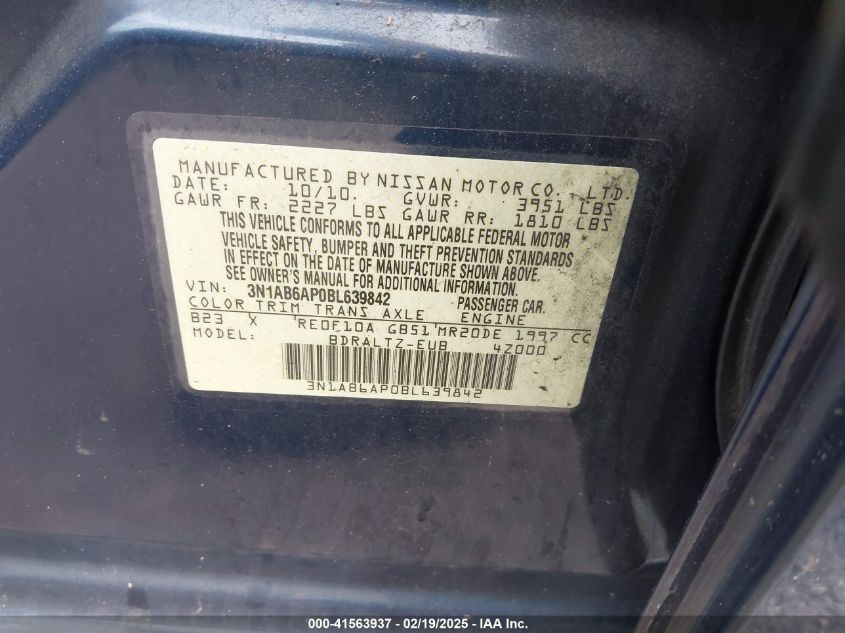 MANUFACTURED BY NISSAN MOTOR CO., LTD.
DATE: 10/10. GVWR: 3951 LBS
GAWR FR: 2227 LBS GAWR RR: 1810 LBS
THIS VEHICLE CONFORMS TO ALL APPLICABLE FEDERAL MOTOR
VEHICLE SAFETY, BUMPER AND THEFT PREVENTION STANDARDS
IN EFFECT ON THE DATE OF MANUFACTURE SHOWN ABOVE.
SEE OWNER'S MANUAL FOR ADDITIONAL INFORMATION.
VIN: 3N1AB6AP0BL639842 PASSENGER CAR.
COLOR TRIM TRANS AXLE ENGINE
B23 X RE0F10A GB51 MR20DE 1997 CC
MODEL: BDRALTZ-EUB 4Z000
3N1AB6AP0BL639842
000-41563937 - 02/19/2025 - IAA Inc.